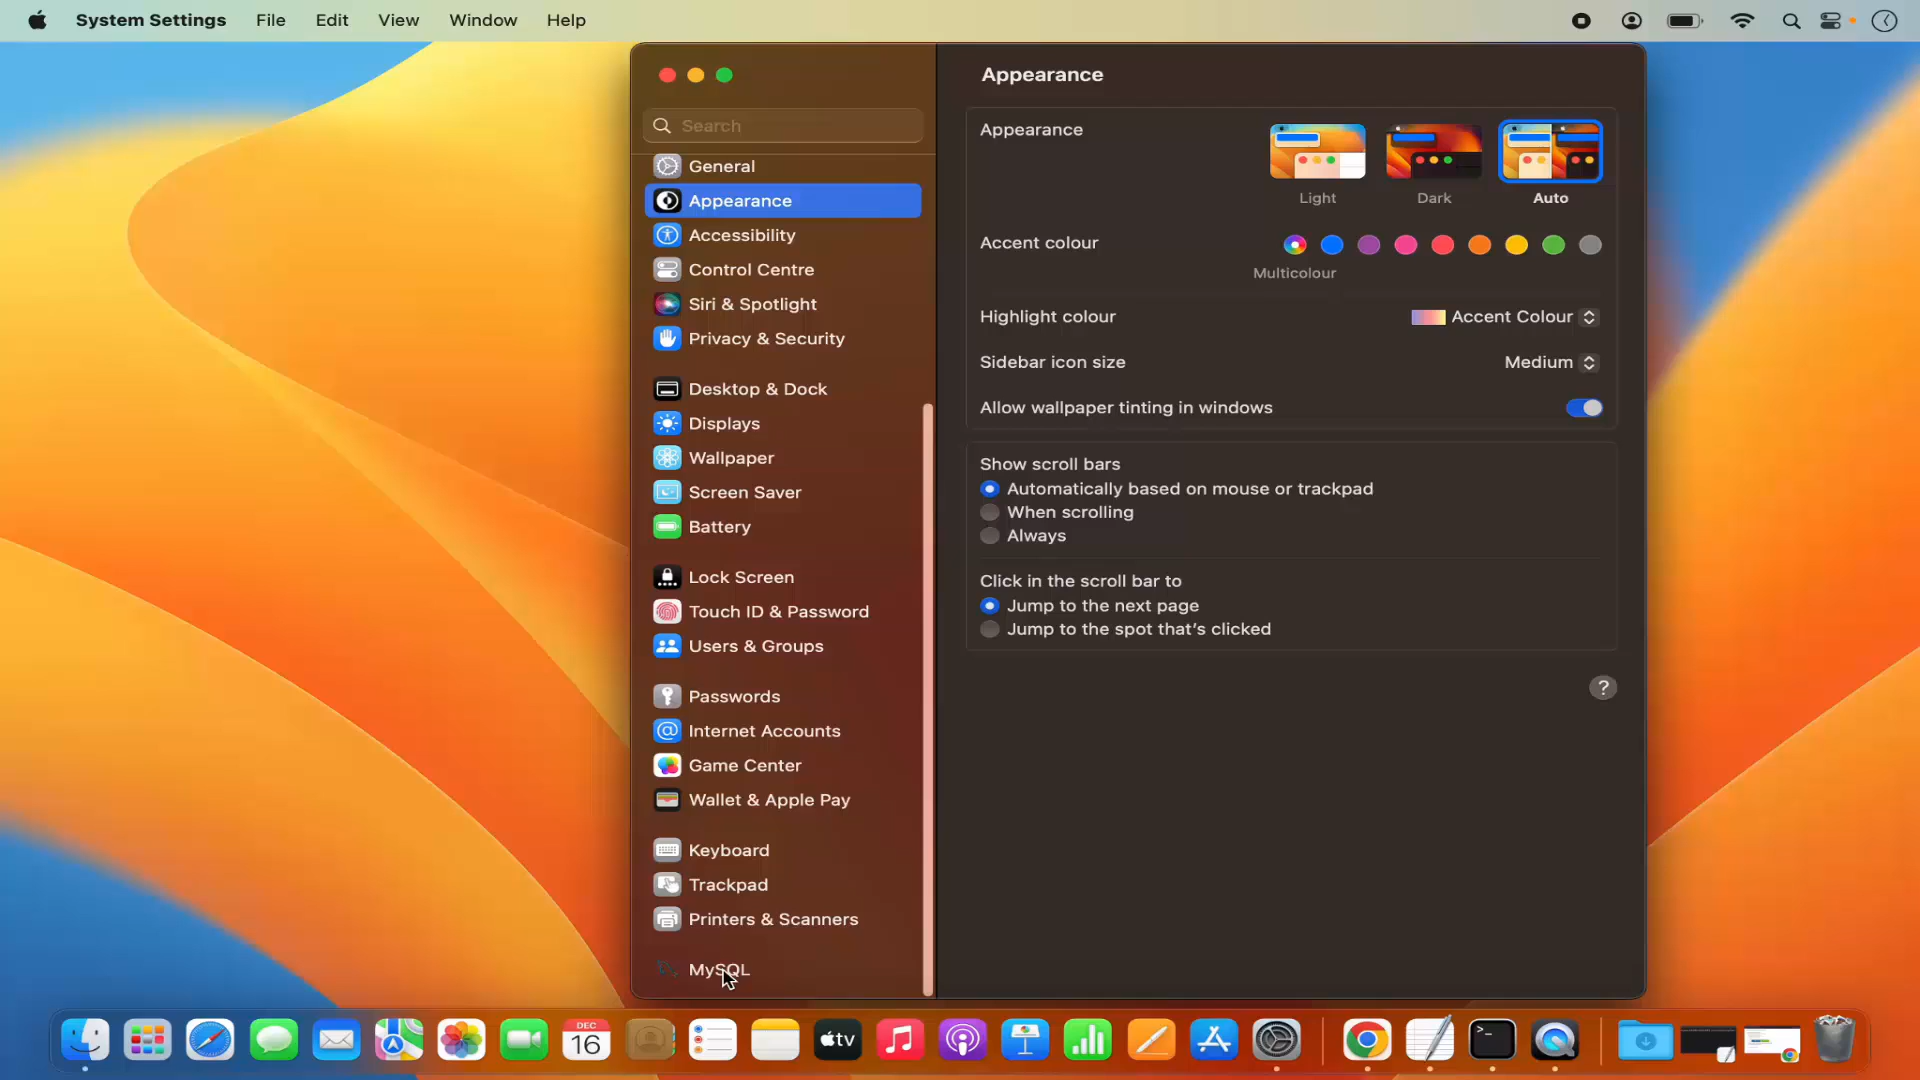 System Settings File Edit View Window Help
Search
General
Appearance
Accessibility
Control Centre
Siri & Spotlight
Privacy & Security
Desktop & Dock
Displays
Wallpaper
Screen Saver
Battery
Lock Screen
Touch ID & Password
Users & Groups
Passwords
Internet Accounts
Game Center
Wallet & Apple Pay
Keyboard
Trackpad
Printers & Scanners
MySQL
Appearance
Appearance
Light Dark Auto
Accent colour
Multicolour
Highlight colour Accent Colour
Sidebar icon size Medium
Allow wallpaper tinting in windows
Show scroll bars
Automatically based on mouse or trackpad
When scrolling
Always
Click in the scroll bar to
Jump to the next page
Jump to the spot that's clicked
?
DEC
16
tv
>_